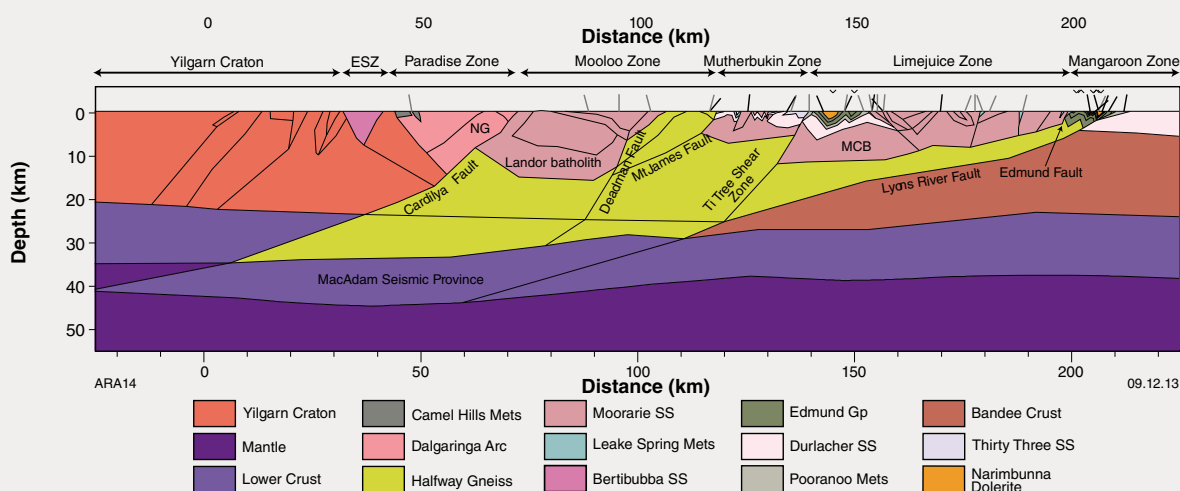 0 50 100 150 200
Distance (km)
Yilgarn Craton ESZ Paradise Zone Mooloo Zone Mutherbukin Zone Limejuice Zone Mangaroon Zone
Depth (km)
0
10
20
30
40
50
NG
Landor batholith
Cardilya Fault
Deadman Fault
Mt James Fault
Ti Tree Shear
Zone
MCB
Lyons River Fault
Edmund Fault
MacAdam Seismic Province
0 50 100 150 200
ARA14
Distance (km)
09.12.13
Yilgarn Craton Camel Hills Mets Moorarie SS Edmund Gp Bandee Crust
Mantle Dalgaringa Arc Leake Spring Mets Durlacher SS Thirty Three SS
Lower Crust Halfway Gneiss Bertibubba SS Pooranoo Mets Narimbunna
Dolerite